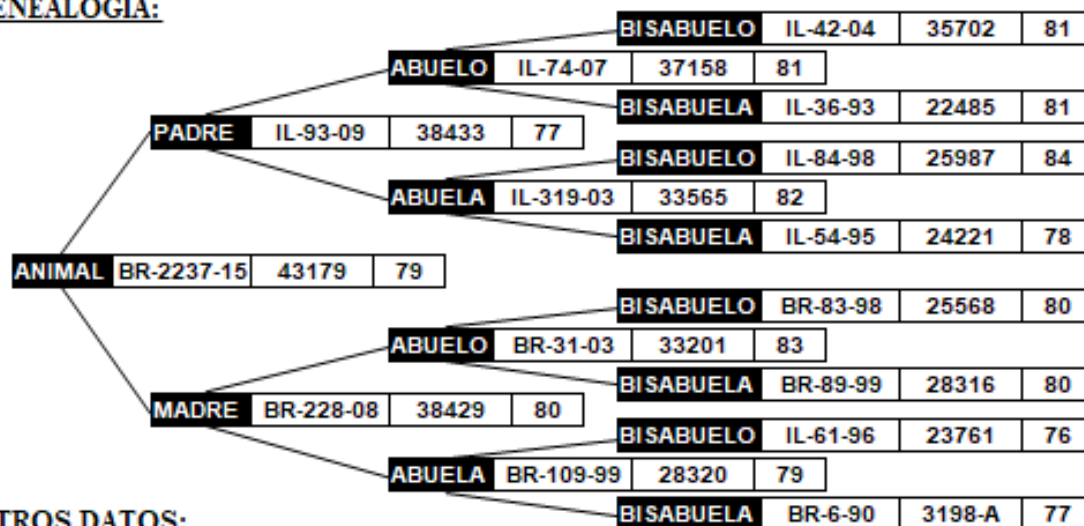 ENEALOGÍA:
BISABUELO IL-42-04 35702 81
ABUELO IL-74-07 37158 81
BISABUELA IL-36-93 22485 81
PADRE IL-93-09 38433 77
BISABUELO IL-84-98 25987 84
ABUELA IL-319-03 33565 82
BISABUELA IL-54-95 24221 78
ANIMAL BR-2237-15 43179 79
BISABUELO BR-83-98 25568 80
ABUELO BR-31-03 33201 83
BISABUELA BR-89-99 28316 80
MADRE BR-228-08 38429 80
BISABUELO IL-61-96 23761 76
ABUELA BR-109-99 28320 79
BISABUELA BR-6-90 3198-A 77
TROS DATOS: